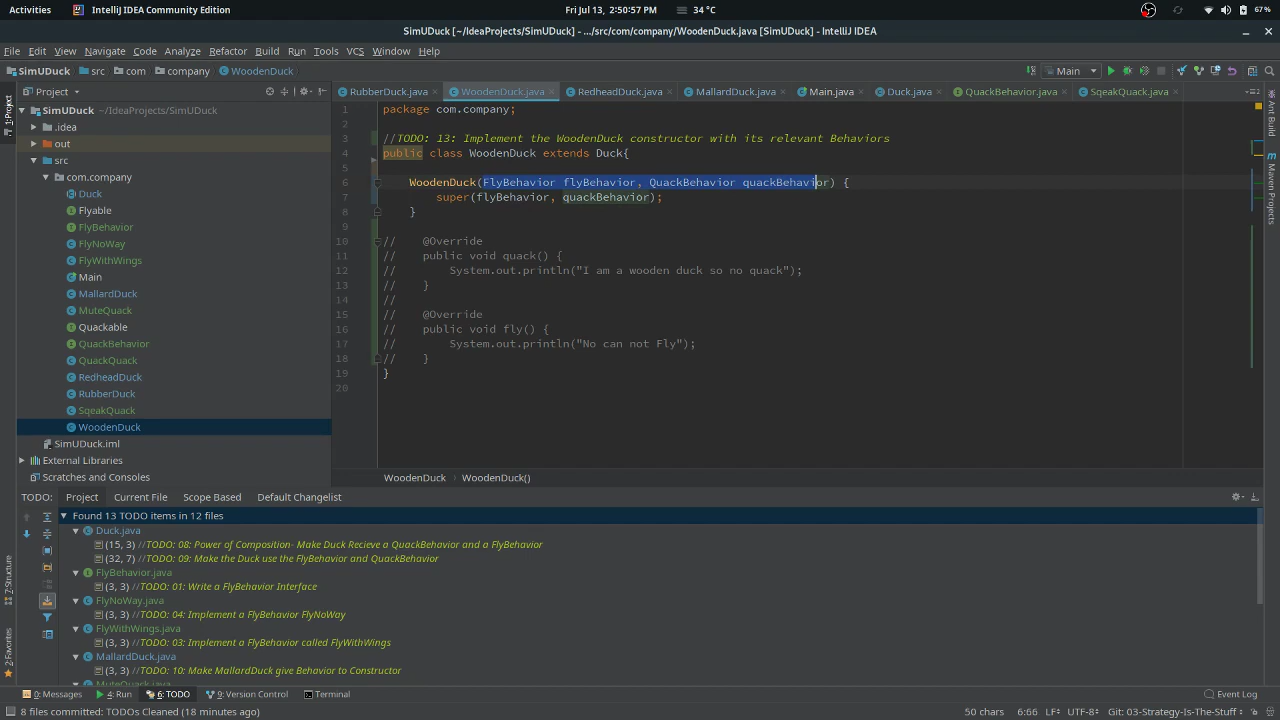 Activities IntelliJ IDEA Community Edition Fri Jul 13, 2:50:57 PM 34 °C 67%
SimUDuck [~/IdeaProjects/SimUDuck] - .../src/com/company/WoodenDuck.java [SimUDuck] - IntelliJ IDEA
File Edit View Navigate Code Analyze Refactor Build Run Tools VCS Window Help
SimUDuck src com company WoodenDuck Main
Project RubberDuck.java WoodenDuck.java RedheadDuck.java MallardDuck.java Main.java Duck.java QuackBehavior.java SqeakQuack.java
1: Project
Ant Build
Maven Projects
SimUDuck ~/IdeaProjects/SimUDuck
.idea
out
src
com.company
Duck
Flyable
FlyBehavior
FlyNoWay
FlyWithWings
Main
MallardDuck
MuteQuack
Quackable
QuackBehavior
QuackQuack
RedheadDuck
RubberDuck
SqeakQuack
WoodenDuck
SimUDuck.iml
External Libraries
Scratches and Consoles
1 package com.company;
2
3 //TODO: 13: Implement the WoodenDuck constructor with its relevant Behaviors
4 public class WoodenDuck extends Duck{
5
6 WoodenDuck(FlyBehavior flyBehavior, QuackBehavior quackBehavior) {
7 super(flyBehavior, quackBehavior);
8 }
9
10 // @Override
11 // public void quack() {
12 // System.out.println("I am a wooden duck so no quack");
13 // }
14 //
15 // @Override
16 // public void fly() {
17 // System.out.println("No can not Fly");
18 // }
19 }
20
WoodenDuck WoodenDuck()
TODO: Project Current File Scope Based Default Changelist
Found 13 TODO items in 12 files
Duck.java
(15, 3) //TODO: 08: Power of Composition- Make Duck Recieve a QuackBehavior and a FlyBehavior
(32, 7) //TODO: 09: Make the Duck use the FlyBehavior and QuackBehavior
FlyBehavior.java
(3, 3) //TODO: 01: Write a FlyBehavior Interface
FlyNoWay.java
(3, 3) //TODO: 04: Implement a FlyBehavior FlyNoWay
FlyWithWings.java
(3, 3) //TODO: 03: Implement a FlyBehavior called FlyWithWings
MallardDuck.java
(3, 3) //TODO: 10: Make MallardDuck give Behavior to Constructor
MuteQuack.java
7: Structure
2: Favorites
0: Messages 4: Run 6: TODO 9: Version Control Terminal Event Log
8 files committed: TODOs Cleaned (18 minutes ago) 50 chars 6:66 LF UTF-8 Git: 03-Strategy-Is-The-Stuff